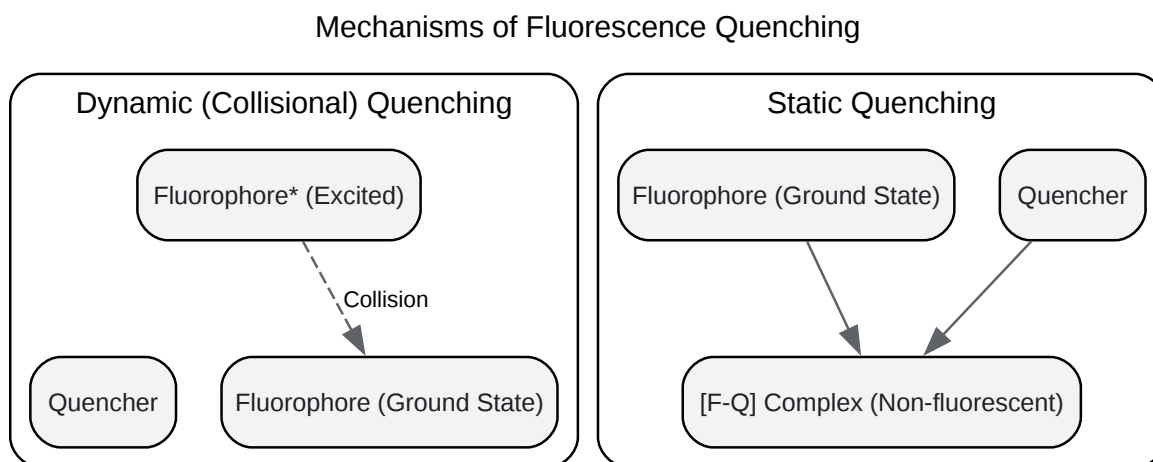 Mechanisms of Fluorescence Quenching
Dynamic (Collisional) Quenching
Fluorophore* (Excited)
Collision
Quencher
Fluorophore (Ground State)
Static Quenching
Fluorophore (Ground State)
Quencher
[F-Q] Complex (Non-fluorescent)